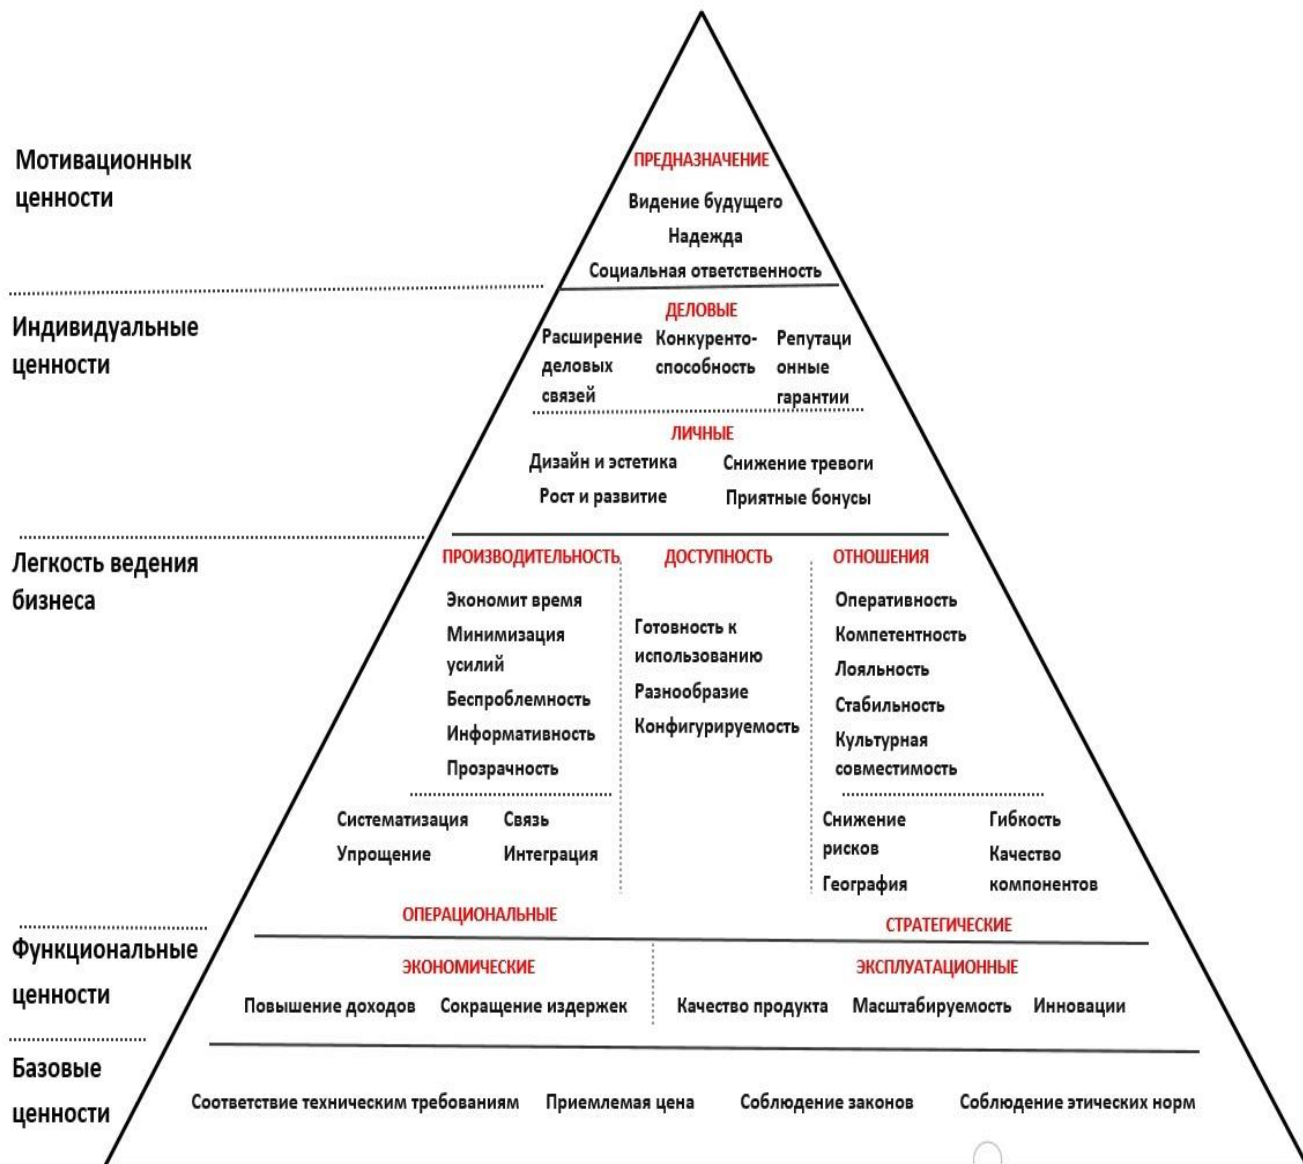 Мотивационнык
ценности
ПРЕДНАЗНАЧЕНИЕ
Видение будущего
Надежда
Социальная ответственность
Индивидуальные
ценности
ДЕЛОВЫЕ
Расширение
деловых
связей
Конкуренто-
способность
Репутаци
онные
гарантии
ЛИЧНЫЕ
Дизайн и эстетика
Снижение тревоги
Рост и развитие
Приятные бонусы
Легкость ведения
бизнеса
ПРОИЗВОДИТЕЛЬНОСТЬ
Экономит время
Минимизация
усилий
Беспроблемность
Информативность
Прозрачность
Систематизация
Связь
Упрощение
Интеграция
ОПЕРАЦИОНАЛЬНЫЕ
ДОСТУПНОСТЬ
Готовность к
использованию
Разнообразие
Конфигурируемость
ОТНОШЕНИЯ
Оперативность
Компетентность
Лояльность
Стабильность
Культурная
совместимость
Снижение
рисков
География
Гибкость
Качество
компонентов
СТРАТЕГИЧЕСКИЕ
Функциональные
ценности
ЭКОНОМИЧЕСКИЕ
Повышение доходов
Сокращение издержек
ЭКСПЛУАТАЦИОННЫЕ
Качество продукта
Масштабируемость
Инновации
Базовые
ценности
Соответствие техническим требованиям
Приемлемая цена
Соблюдение законов
Соблюдение этических норм